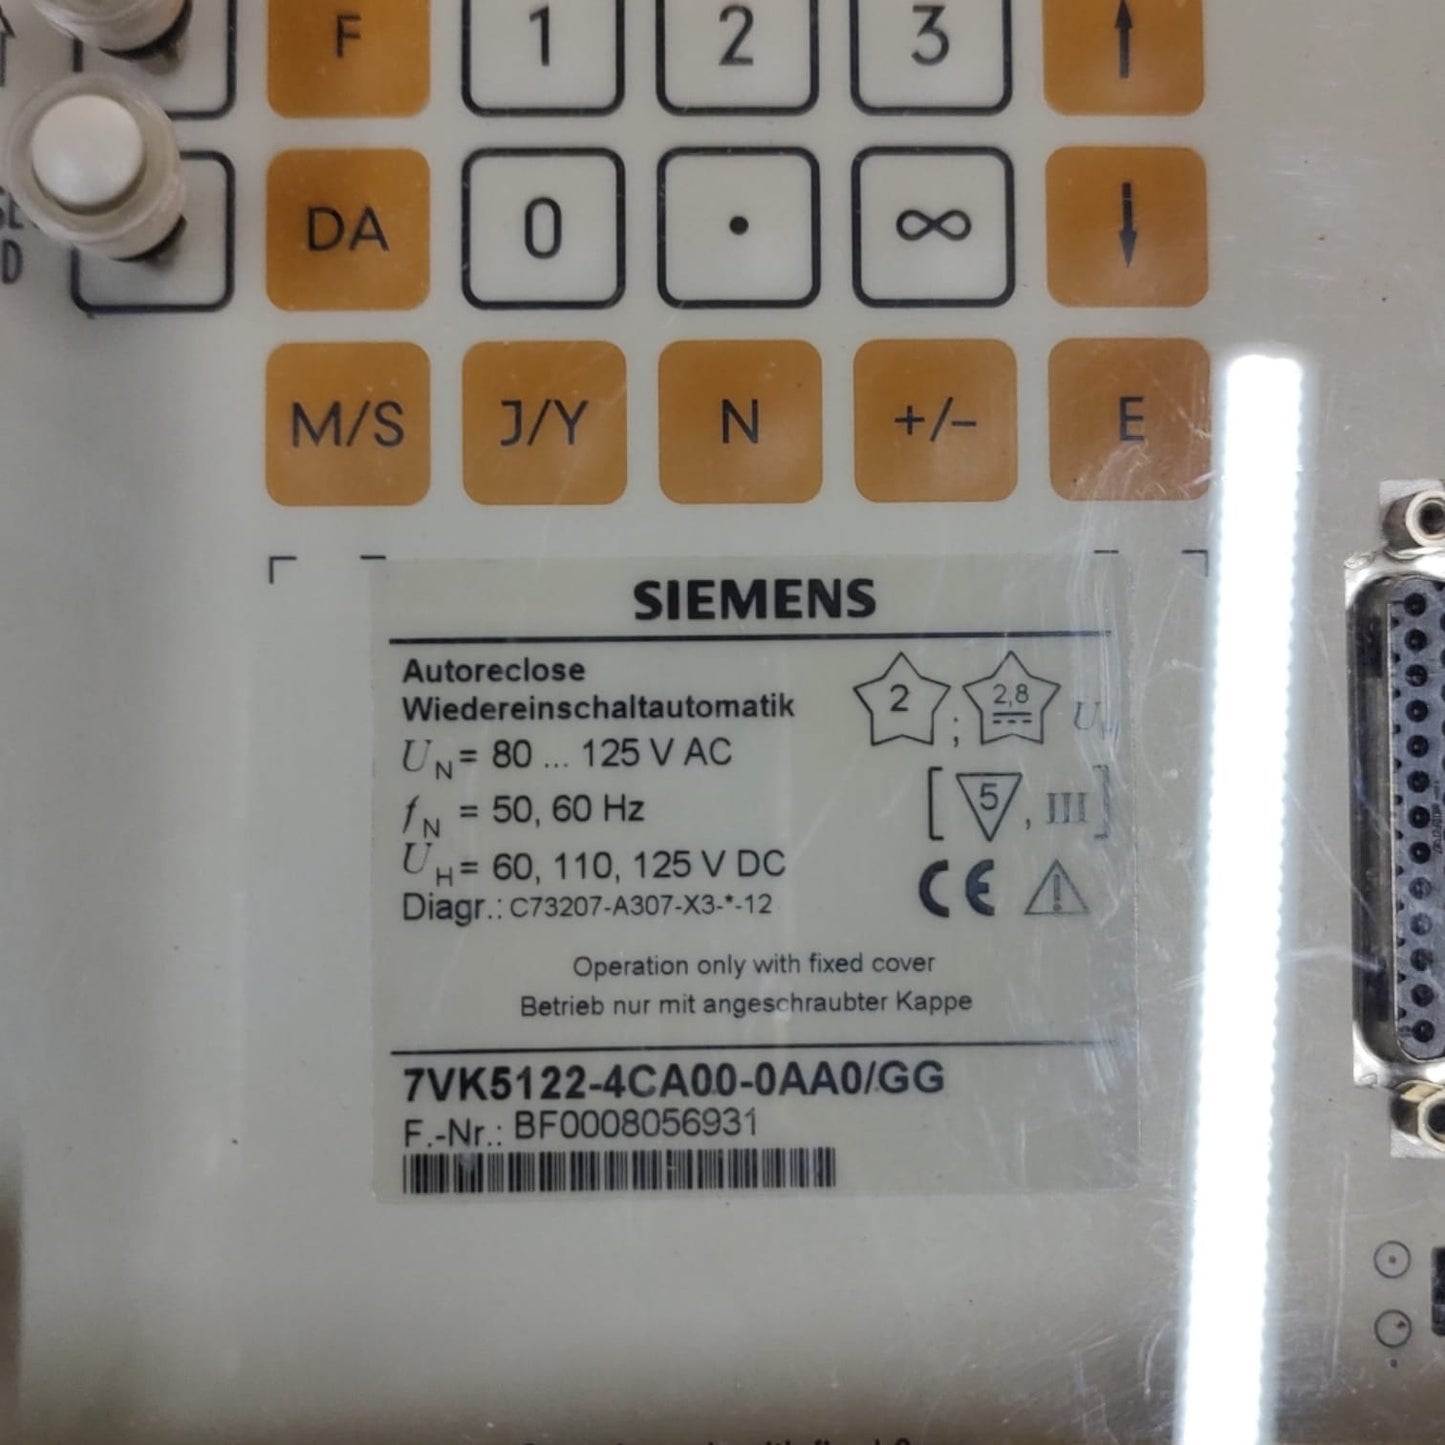 F 1 2 3 ↑
DA 0 . ∞ ↓
M/S J/Y N +/- E
SIEMENS
Autoreclose
Wiedereinschaltautomatik
2 ; 2,8
U_N = 80 ... 125 V AC
f_N = 50, 60 Hz
[ 5 , III ]
U_H = 60, 110, 125 V DC
CE
Diagr.: C73207-A307-X3-*-12
Operation only with fixed cover
Betrieb nur mit angeschraubter Kappe
7VK5122-4CA00-0AA0/GG
F.-Nr.: BF0008056931